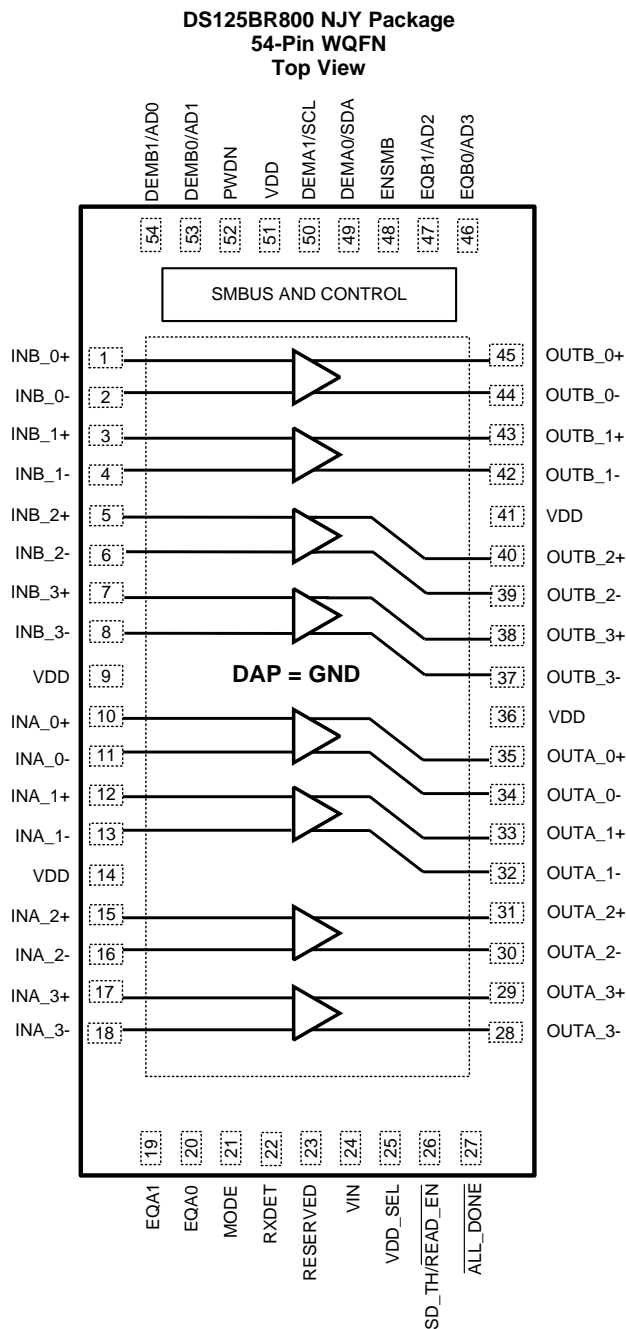 DS125BR800 NJY Package
54-Pin WQFN
Top View
DEMB1/AD0
DEMB0/AD1
PWDN
VDD
DEMA1/SCL
DEMA0/SDA
ENSMB
EQB1/AD2
EQB0/AD3
54
53
52
51
50
49
48
47
46
SMBUS AND CONTROL
INB_0+ 1 45 OUTB_0+
INB_0- 2 44 OUTB_0-
INB_1+ 3 43 OUTB_1+
INB_1- 4 42 OUTB_1-
INB_2+ 5 41 VDD
INB_2- 6 40 OUTB_2+
INB_3+ 7 39 OUTB_2-
INB_3- 8 38 OUTB_3+
VDD 9 DAP = GND 37 OUTB_3-
INA_0+ 10 36 VDD
INA_0- 11 35 OUTA_0+
INA_1+ 12 34 OUTA_0-
INA_1- 13 33 OUTA_1+
VDD 14 32 OUTA_1-
INA_2+ 15 31 OUTA_2+
INA_2- 16 30 OUTA_2-
INA_3+ 17 29 OUTA_3+
INA_3- 18 28 OUTA_3-
19
20
21
22
23
24
25
26
27
EQA1
EQA0
MODE
RXDET
RESERVED
VIN
VDD_SEL
SD_TH/READ_EN
ALL_DONE